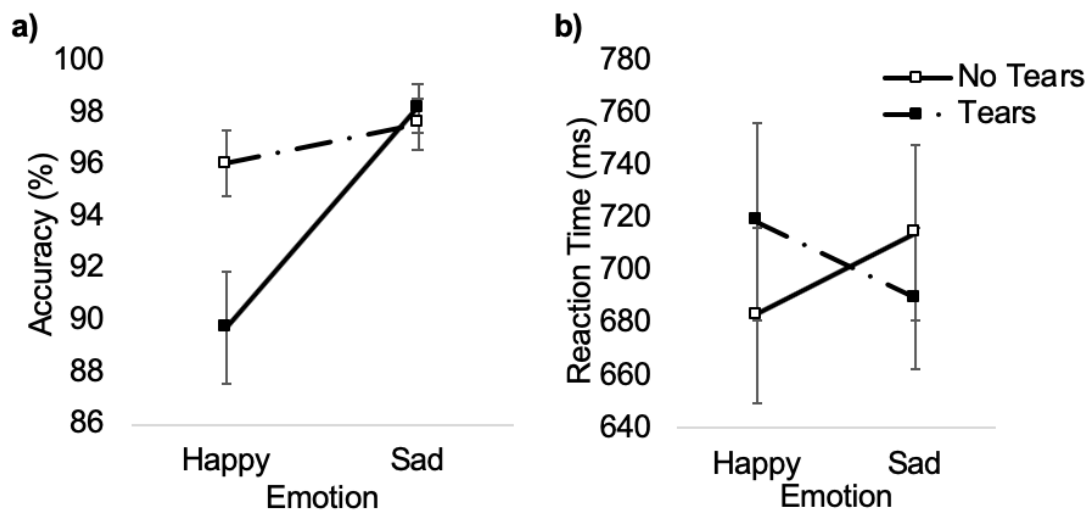 a)
Accuracy (%)
100
98
96
94
92
90
88
86
Happy
Sad
Emotion
b)
Reaction Time (ms)
780
760
740
720
700
680
660
640
Happy
Sad
Emotion
No Tears
Tears